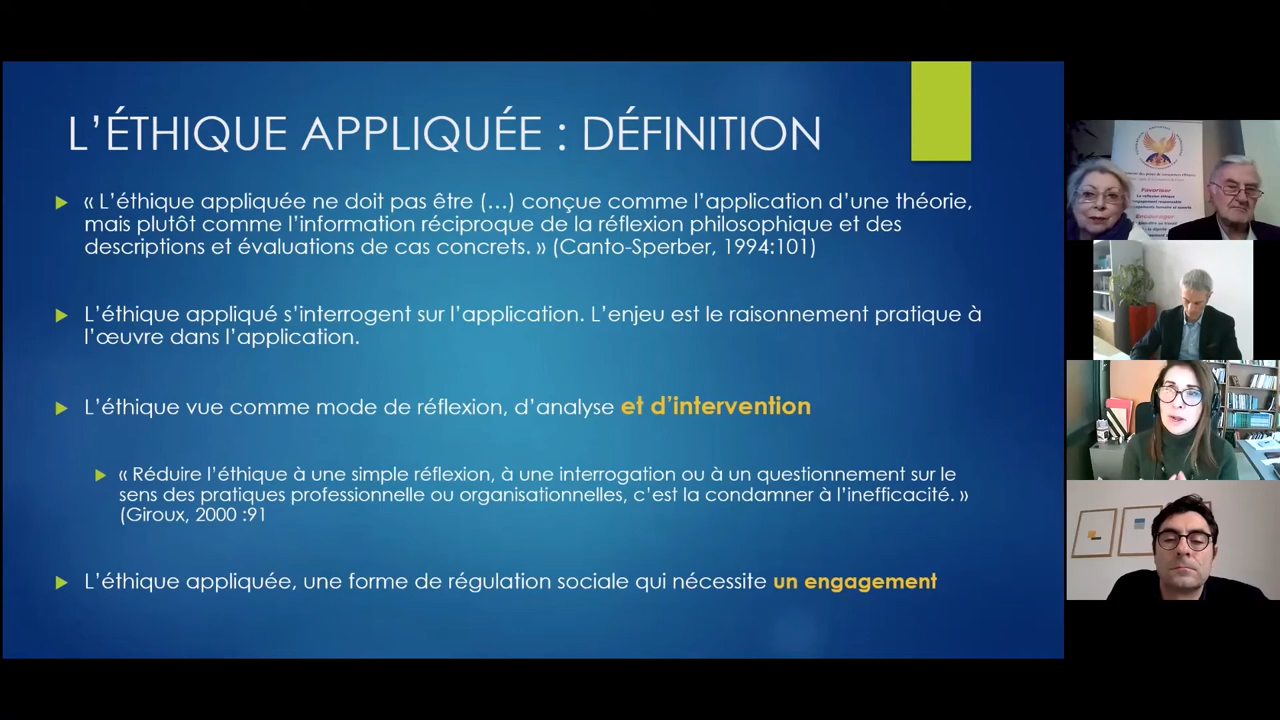 L'ÉTHIQUE APPLIQUÉE : DÉFINITION
« L'éthique appliquée ne doit pas être (...) conçue comme l'application d'une théorie,
mais plutôt comme l'information réciproque de la réflexion philosophique et des
descriptions et évaluations de cas concrets. » (Canto-Sperber, 1994:101)
L'éthique appliqué s'interrogent sur l'application. L'enjeu est le raisonnement pratique à
l'œuvre dans l'application.
L'éthique vue comme mode de réflexion, d'analyse et d'intervention
« Réduire l'éthique à une simple réflexion, à une interrogation ou à un questionnement sur le
sens des pratiques professionnelle ou organisationnelles, c'est la condamner à l'inefficacité. »
(Giroux, 2000 :91
L'éthique appliquée, une forme de régulation sociale qui nécessite un engagement
Favoriser
Encourager